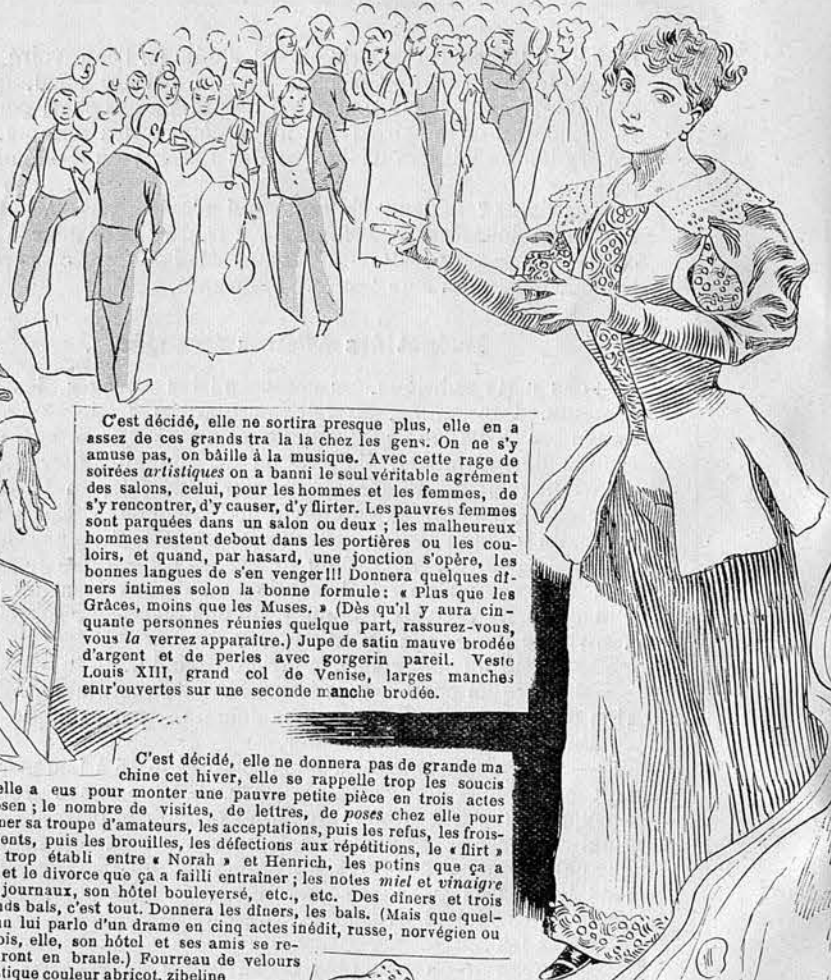 C'est décidé, elle ne sortira presque plus, elle en a
assez de ces grands tra la la chez les gens. On ne s'y
amuse pas, on bâille à la musique. Avec cette rage de
soirées artistiques on a banni le seul véritable agrément
des salons, celui, pour les hommes et les femmes, de
s'y rencontrer, d'y causer, d'y flirter. Les pauvres femmes
sont parquées dans un salon ou deux ; les malheureux
hommes restent debout dans les portières ou les cou-
loirs, et quand, par hasard, une jonction s'opère, les
bonnes langues de s'en venger!!! Donnera quelques dî-
ners intimes selon la bonne formule: « Plus que les
Grâces, moins que les Muses. » (Dès qu'il y aura cin-
quante personnes réunies quelque part, rassurez-vous,
vous la verrez apparaître.) Jupe de satin mauve brodée
d'argent et de perles avec gorgerin pareil. Veste
Louis XIII, grand col de Venise, larges manches
entr'ouvertes sur une seconde manche brodée.
C'est décidé, elle ne donnera pas de grande ma
chine cet hiver, elle se rappelle trop les soucis
elle a eus pour monter une pauvre petite pièce en trois actes
sen ; le nombre de visites, de lettres, de poses chez elle pour
ner sa troupe d'amateurs, les acceptations, puis les refus, les frois-
ents, puis les brouilles, les défections aux répétitions, le « flirt »
trop établi entre « Norah » et Henrich, les potins que ça a
et le divorce que ça a failli entraîner ; les notes miel et vinaigre
journaux, son hôtel bouleversé, etc., etc. Des dîners et trois
nds bals, c'est tout. Donnera les dîners, les bals. (Mais que quel-
n lui parle d'un drame en cinq actes inédit, russe, norvégien ou
ois, elle, son hôtel et ses amis se re-
ront en branle.) Fourreau de velours
tique couleur abricot, zibeline